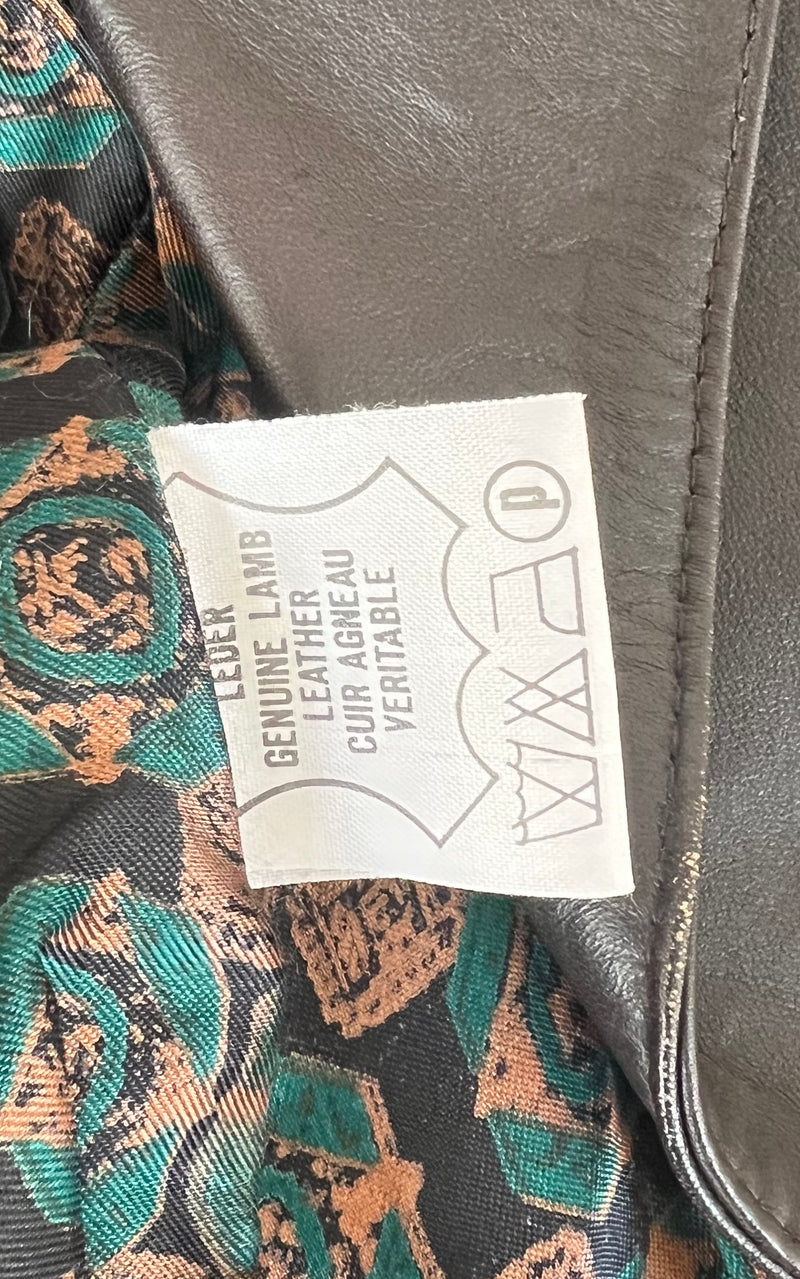 LEDER
GENUINE LAMB
LEATHER
CUIR AGNEAU
VERITABLE
p